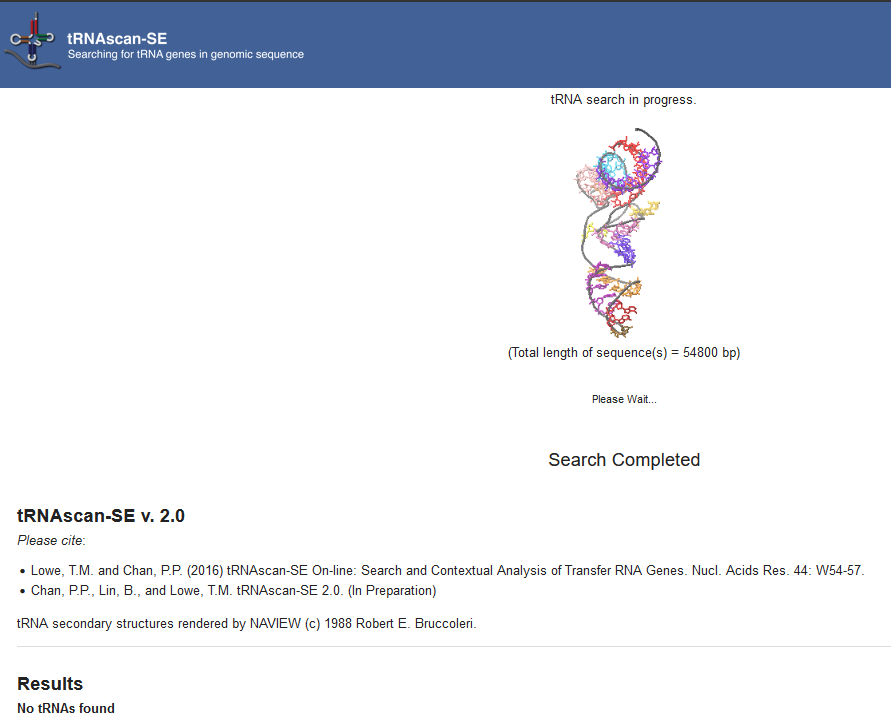 tRNAscan-SE
Searching for tRNA genes in genomic sequence
tRNA search in progress.
(Total length of sequence(s) = 54800 bp)
Please Wait...
Search Completed
tRNAscan-SE v. 2.0
Please cite:
• Lowe, T.M. and Chan, P.P. (2016) tRNAscan-SE On-line: Search and Contextual Analysis of Transfer RNA Genes. Nucl. Acids Res. 44: W54-57.
• Chan, P.P., Lin, B., and Lowe, T.M. tRNAscan-SE 2.0. (In Preparation)
tRNA secondary structures rendered by NAVIEW (c) 1988 Robert E. Bruccoleri.
Results
No tRNAs found